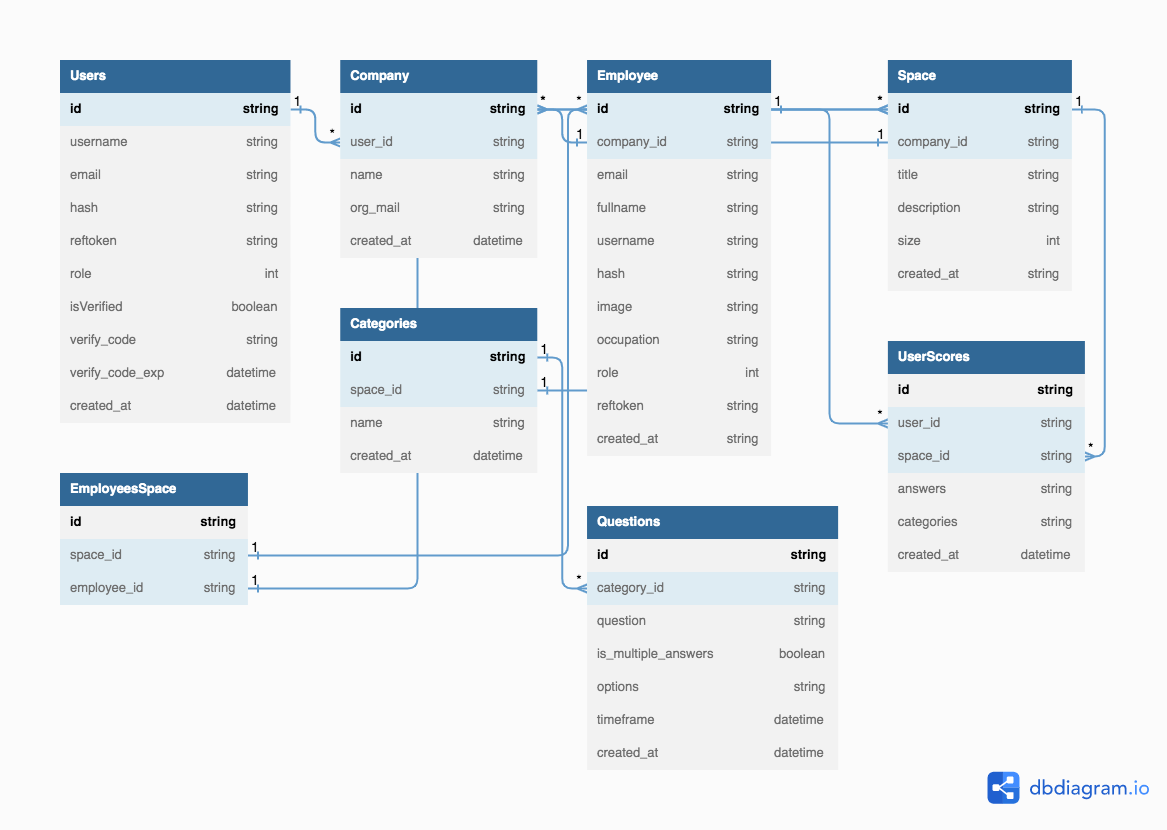 Users
id string
username string
email string
hash string
reftoken string
role int
isVerified boolean
verify_code string
verify_code_exp datetime
created_at datetime
1
*
Company
id string
user_id string
name string
org_mail string
created_at datetime
*
*
1
Employee
id string
company_id string
email string
fullname string
username string
hash string
image string
occupation string
role int
reftoken string
created_at string
1
*
1
Space
id string
company_id string
title string
description string
size int
created_at string
1
Categories
id string
space_id string
name string
created_at datetime
1
1
UserScores
id string
user_id string
space_id string
answers string
categories string
created_at datetime
*
*
EmployeesSpace
id string
space_id string
employee_id string
1
1
*
Questions
id string
category_id string
question string
is_multiple_answers boolean
options string
timeframe datetime
created_at datetime
dbdiagram.io